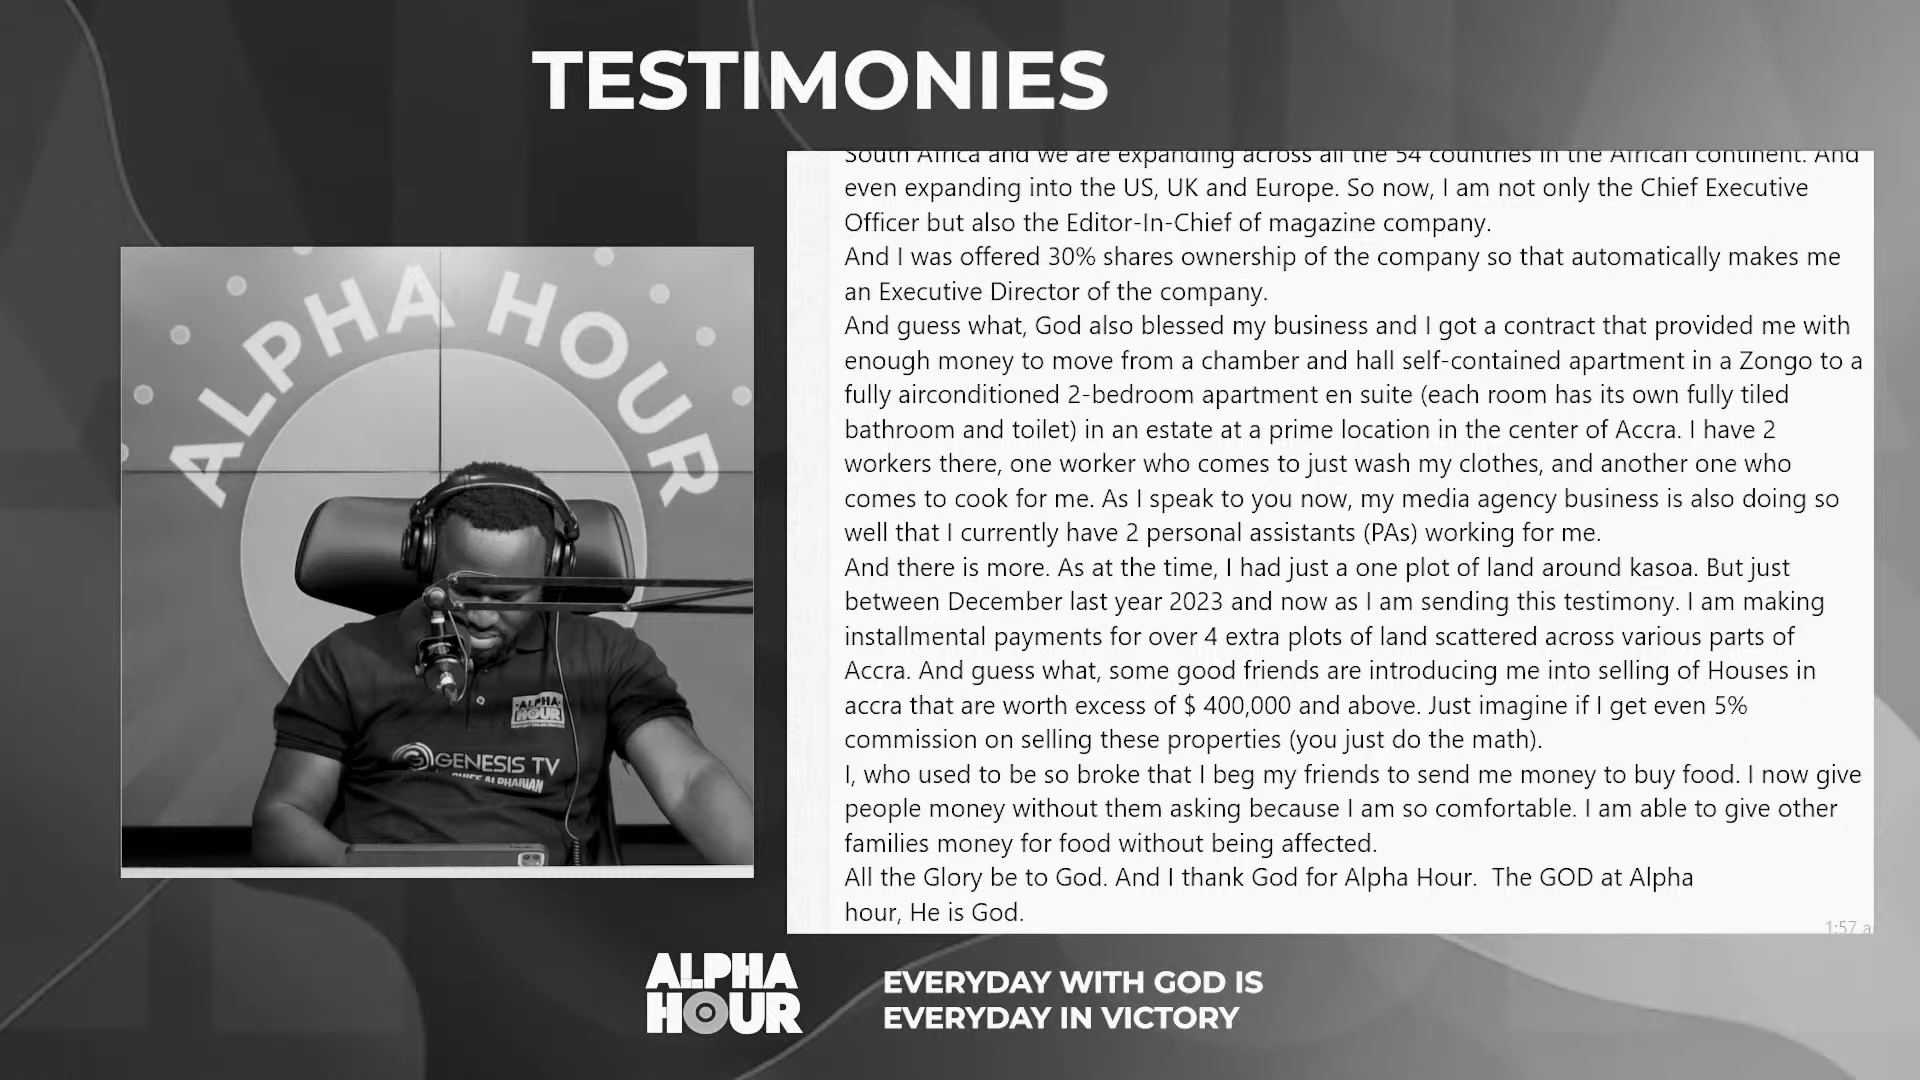 TESTIMONIES
South Africa and we are expanding across all the 54 countries in the African continent. And
even expanding into the US, UK and Europe. So now, I am not only the Chief Executive
Officer but also the Editor-In-Chief of magazine company.
And I was offered 30% shares ownership of the company so that automatically makes me
an Executive Director of the company.
And guess what, God also blessed my business and I got a contract that provided me with
enough money to move from a chamber and hall self-contained apartment in a Zongo to a
fully airconditioned 2-bedroom apartment en suite (each room has its own fully tiled
bathroom and toilet) in an estate at a prime location in the center of Accra. I have 2
workers there, one worker who comes to just wash my clothes, and another one who
comes to cook for me. As I speak to you now, my media agency business is also doing so
well that I currently have 2 personal assistants (PAs) working for me.
And there is more. As at the time, I had just a one plot of land around kasoa. But just
between December last year 2023 and now as I am sending this testimony. I am making
installmental payments for over 4 extra plots of land scattered across various parts of
Accra. And guess what, some good friends are introducing me into selling of Houses in
accra that are worth excess of $ 400,000 and above. Just imagine if I get even 5%
commission on selling these properties (you just do the math).
I, who used to be so broke that I beg my friends to send me money to buy food. I now give
people money without them asking because I am so comfortable. I am able to give other
families money for food without being affected.
All the Glory be to God. And I thank God for Alpha Hour.  The GOD at Alpha
hour, He is God.
1:57 a
ALPHA HOUR
ALPHA
HOUR
GENESIS TV
CHIEF ALPHARIAN
ALPHA
HOUR
EVERYDAY WITH GOD IS
EVERYDAY IN VICTORY